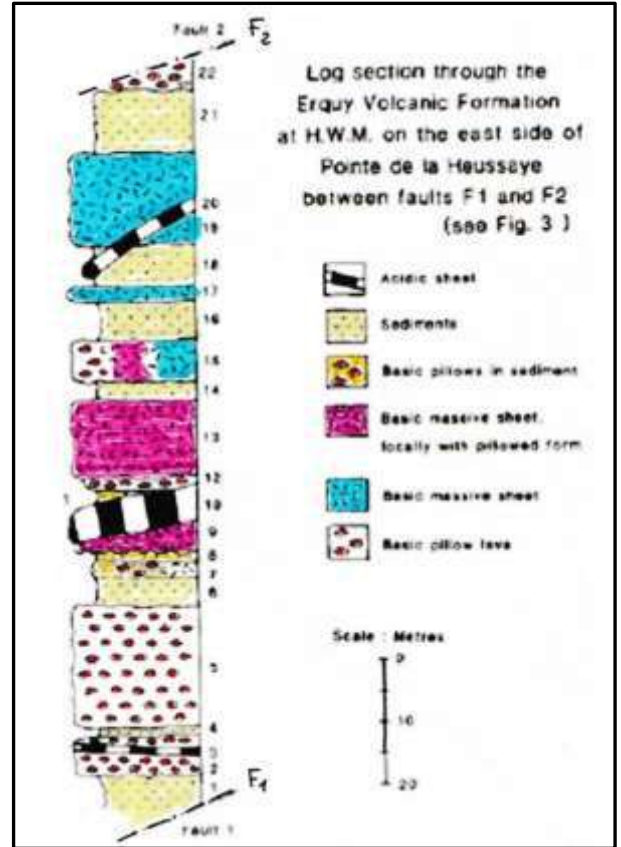 Fault 2 F2
22
21
20
19
18
17
16
15
14
13
12
10
9
8
7
6
5
4
3
2
1
F1
Fault 1
Log section through the
Erquy Volcanic Formation
at H.W.M. on the east side of
Pointe de la Heussaye
between faults F1 and F2
(see Fig. 3 )
Acidic sheet
Sediments
Basic pillows in sediment
Basic massive sheet,
locally with pillowed form
Basic massive sheet
Basic pillow lava
Scale : Metres
0
10
20